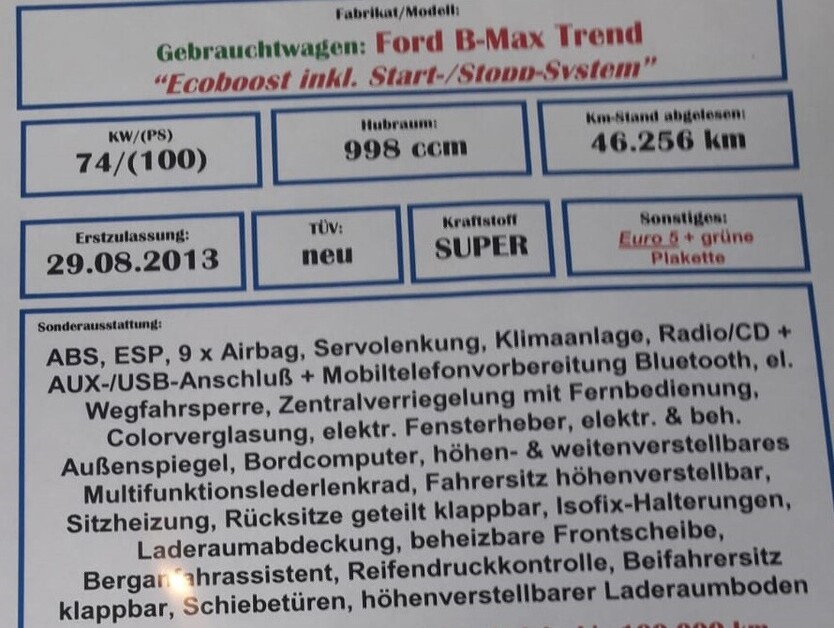 Fabrikat/Modell:
Gebrauchtwagen: Ford B-Max Trend
“Ecoboost inkl. Start-/Stopp-System”
KW/(PS)
74/(100)
Hubraum:
998 ccm
Km-Stand abgelesen:
46.256 km
Erstzulassung:
29.08.2013
TÜV:
neu
Kraftstoff
SUPER
Sonstiges:
Euro 5 + grüne
Plakette
Sonderausstattung:
ABS, ESP, 9 x Airbag, Servolenkung, Klimaanlage, Radio/CD +
AUX-/USB-Anschluß + Mobiltelefonvorbereitung Bluetooth, el.
Wegfahrsperre, Zentralverriegelung mit Fernbedienung,
Colorverglasung, elektr. Fensterheber, elektr. & beh.
Außenspiegel, Bordcomputer, höhen- & weitenverstellbares
Multifunktionslederlenkrad, Fahrersitz höhenverstellbar,
Sitzheizung, Rücksitze geteilt klappbar, Isofix-Halterungen,
Laderaumabdeckung, beheizbare Frontscheibe,
Berganfahrassistent, Reifendruckkontrolle, Beifahrersitz
klappbar, Schiebetüren, höhenverstellbarer Laderaumboden
100.000 km